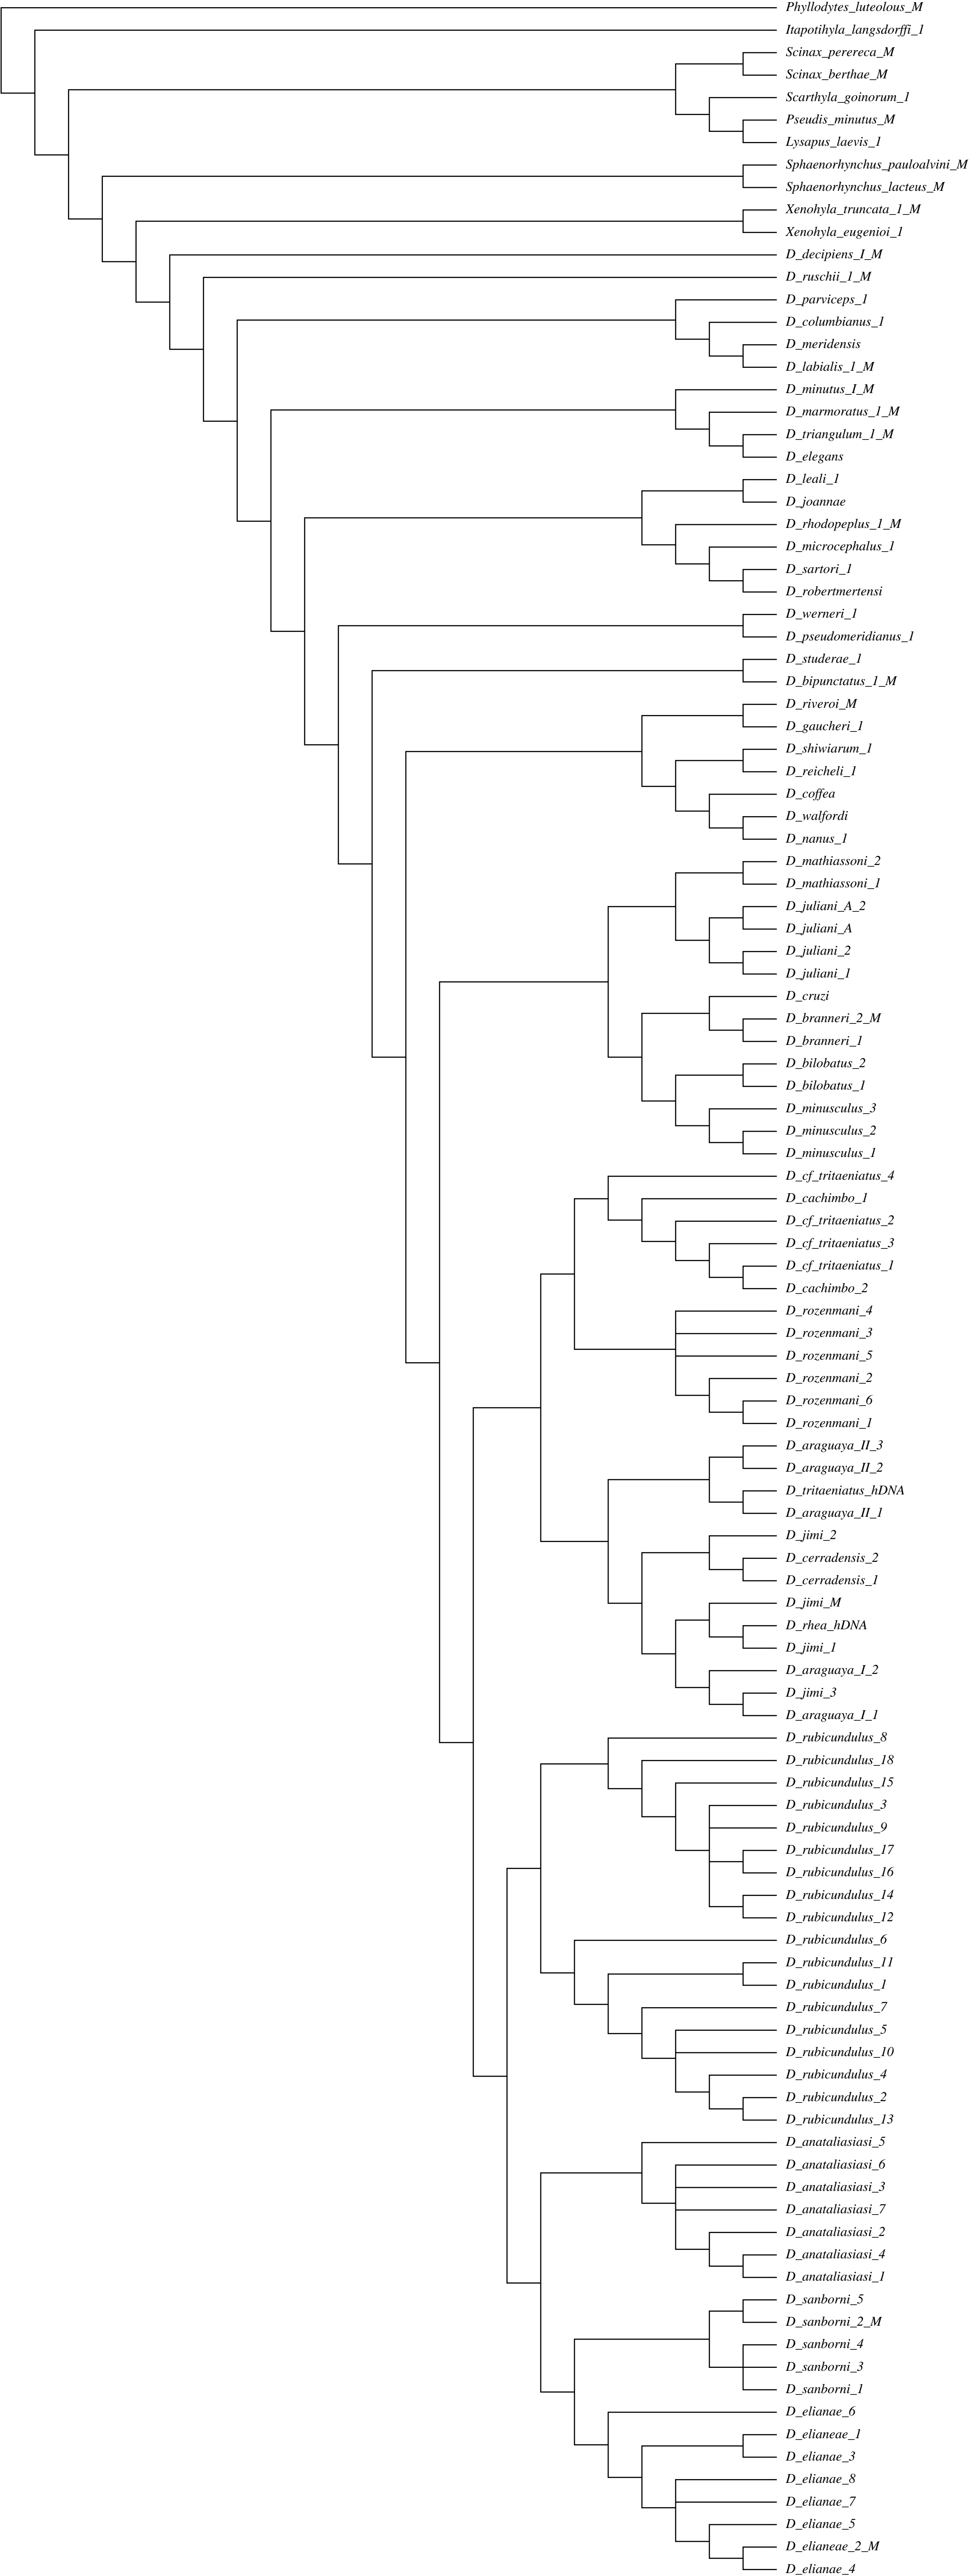 Phyllodytes_luteolous_M
Itapotihyla_langsdorffi_1
Scinax_perereca_M
Scinax_berthae_M
Scarthyla_goinorum_1
Pseudis_minutus_M
Lysapus_laevis_1
Sphaenorhynchus_pauloalvini_M
Sphaenorhynchus_lacteus_M
Xenohyla_truncata_1_M
Xenohyla_eugenioi_1
D_decipiens_I_M
D_ruschii_1_M
D_parviceps_1
D_columbianus_1
D_meridensis
D_labialis_1_M
D_minutus_I_M
D_marmoratus_1_M
D_triangulum_1_M
D_elegans
D_leali_1
D_joannae
D_rhodopeplus_1_M
D_microcephalus_1
D_sartori_1
D_robertmertensi
D_werneri_1
D_pseudomeridianus_1
D_studerae_1
D_bipunctatus_1_M
D_riveroi_M
D_gaucheri_1
D_shiwiarum_1
D_reicheli_1
D_coffea
D_walfordi
D_nanus_1
D_mathiassoni_2
D_mathiassoni_1
D_juliani_A_2
D_juliani_A
D_juliani_2
D_juliani_1
D_cruzi
D_branneri_2_M
D_branneri_1
D_bilobatus_2
D_bilobatus_1
D_minusculus_3
D_minusculus_2
D_minusculus_1
D_cf_tritaeniatus_4
D_cachimbo_1
D_cf_tritaeniatus_2
D_cf_tritaeniatus_3
D_cf_tritaeniatus_1
D_cachimbo_2
D_rozenmani_4
D_rozenmani_3
D_rozenmani_5
D_rozenmani_2
D_rozenmani_6
D_rozenmani_1
D_araguaya_II_3
D_araguaya_II_2
D_tritaeniatus_hDNA
D_araguaya_II_1
D_jimi_2
D_cerradensis_2
D_cerradensis_1
D_jimi_M
D_rhea_hDNA
D_jimi_1
D_araguaya_I_2
D_jimi_3
D_araguaya_I_1
D_rubicundulus_8
D_rubicundulus_18
D_rubicundulus_15
D_rubicundulus_3
D_rubicundulus_9
D_rubicundulus_17
D_rubicundulus_16
D_rubicundulus_14
D_rubicundulus_12
D_rubicundulus_6
D_rubicundulus_11
D_rubicundulus_1
D_rubicundulus_7
D_rubicundulus_5
D_rubicundulus_10
D_rubicundulus_4
D_rubicundulus_2
D_rubicundulus_13
D_anataliasiasi_5
D_anataliasiasi_6
D_anataliasiasi_3
D_anataliasiasi_7
D_anataliasiasi_2
D_anataliasiasi_4
D_anataliasiasi_1
D_sanborni_5
D_sanborni_2_M
D_sanborni_4
D_sanborni_3
D_sanborni_1
D_elianae_6
D_elianeae_1
D_elianae_3
D_elianae_8
D_elianae_7
D_elianae_5
D_elianeae_2_M
D_elianae_4